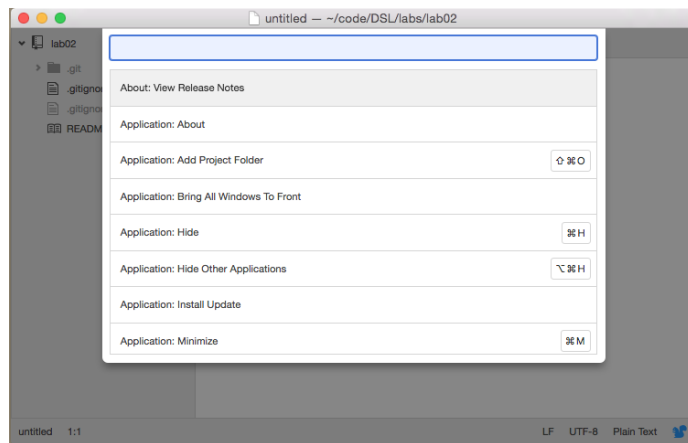 untitled — ~/code/DSL/labs/lab02
lab02
.git
.gitigno
.gitigno
READM
About: View Release Notes
Application: About
Application: Add Project Folder ⇧⌘O
Application: Bring All Windows To Front
Application: Hide ⌘H
Application: Hide Other Applications ⌥⌘H
Application: Install Update
Application: Minimize ⌘M
untitled 1:1 LF UTF-8 Plain Text